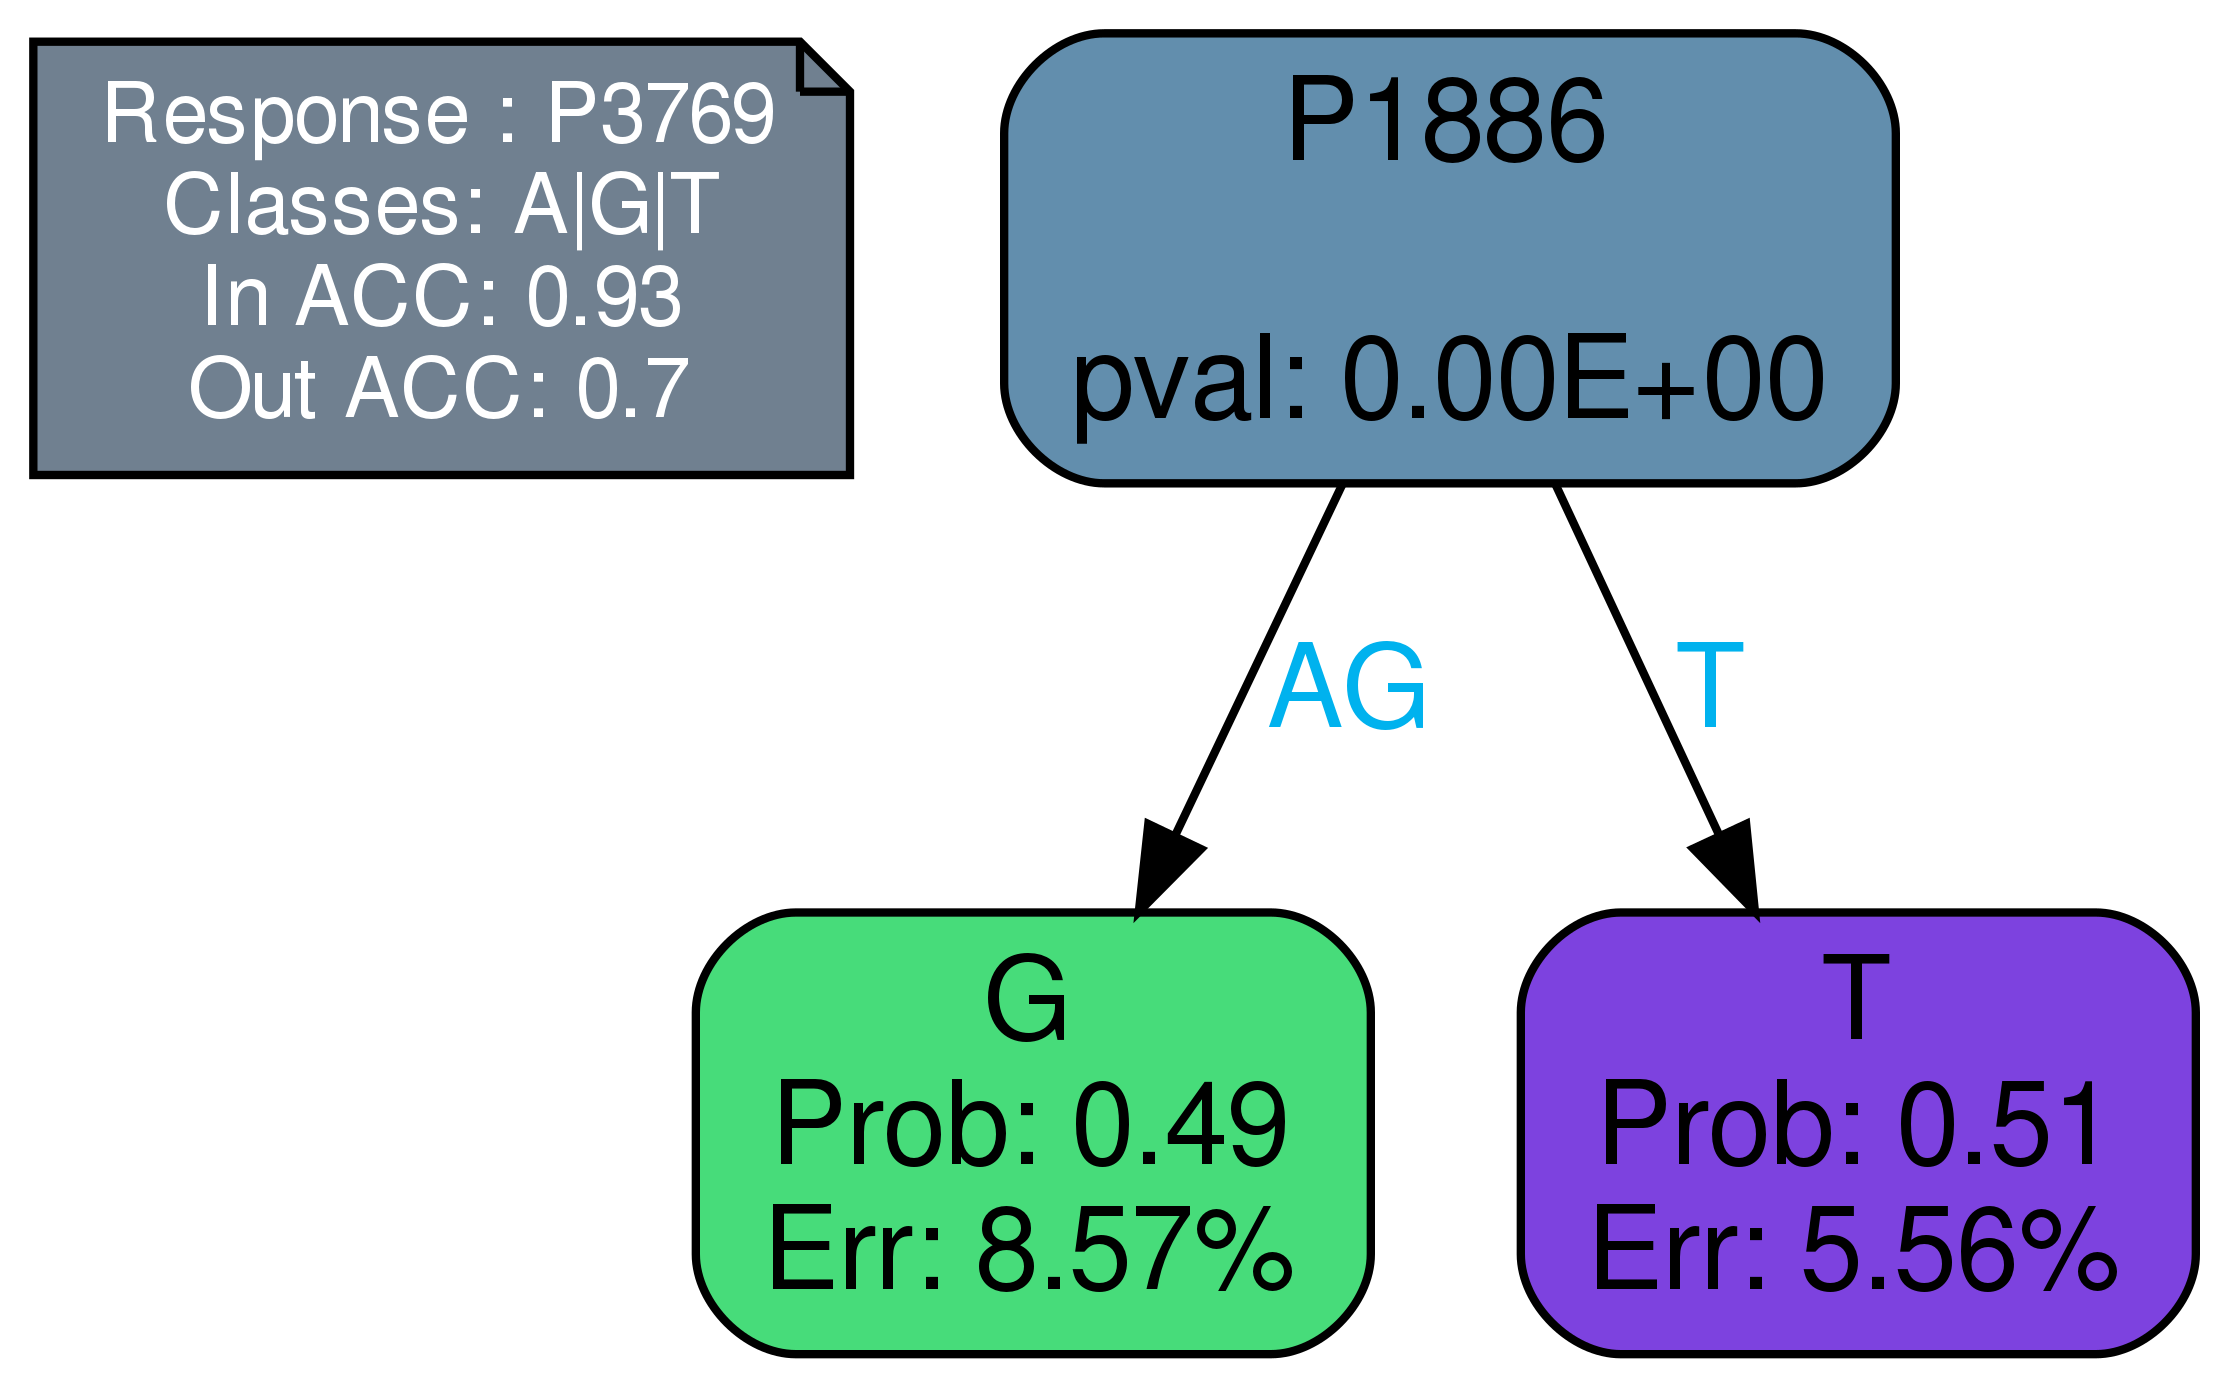 Response : P3769
Classes: A|G|T
In ACC: 0.93
Out ACC: 0.7
P1886
pval: 0.00E+00
AG
T
G
Prob: 0.49
Err: 8.57%
T
Prob: 0.51
Err: 5.56%